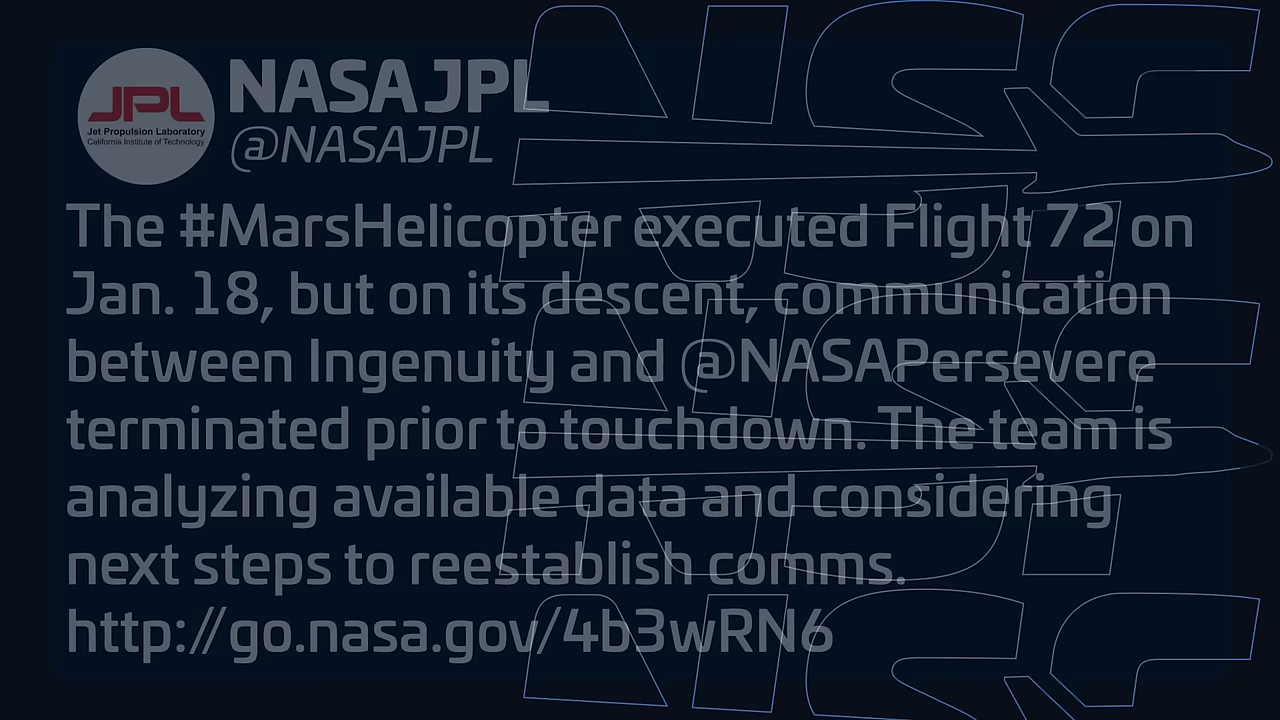 JPL
Jet Propulsion Laboratory
California Institute of Technology
NASA JPL
@NASAJPL
The #MarsHelicopter executed Flight 72 on
Jan. 18, but on its descent, communication
between Ingenuity and @NASAPersevere
terminated prior to touchdown. The team is
analyzing available data and considering
next steps to reestablish comms.
http://go.nasa.gov/4b3wRN6